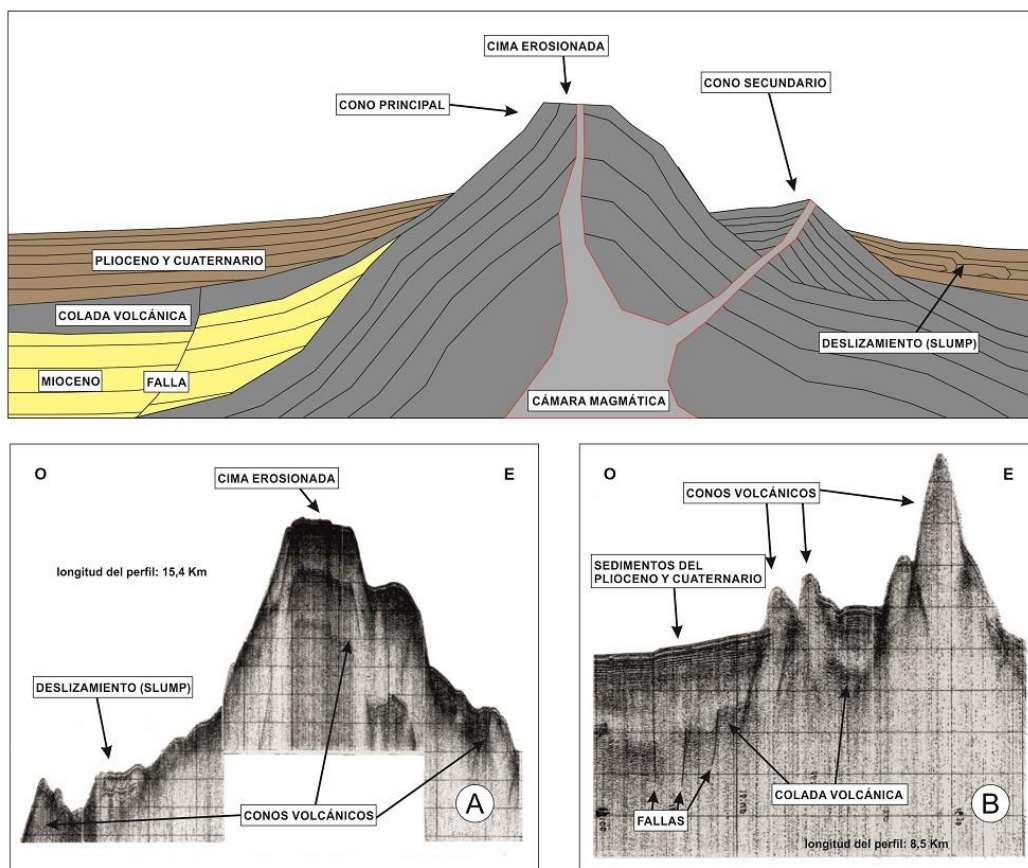 CIMA EROSIONADA
CONO PRINCIPAL
CONO SECUNDARIO
PLIOCENO Y CUATERNARIO
COLADA VOLCÁNICA
MIOCENO
FALLA
CÁMARA MAGMÁTICA
DESLIZAMIENTO (SLUMP)
O
E
CIMA EROSIONADA
longitud del perfil: 15,4 Km
DESLIZAMIENTO (SLUMP)
CONOS VOLCÁNICOS
A
O
E
CONOS VOLCÁNICOS
SEDIMENTOS DEL
PLIOCENO Y CUATERNARIO
COLADA VOLCÁNICA
FALLAS
B
longitud del perfil: 8,5 Km